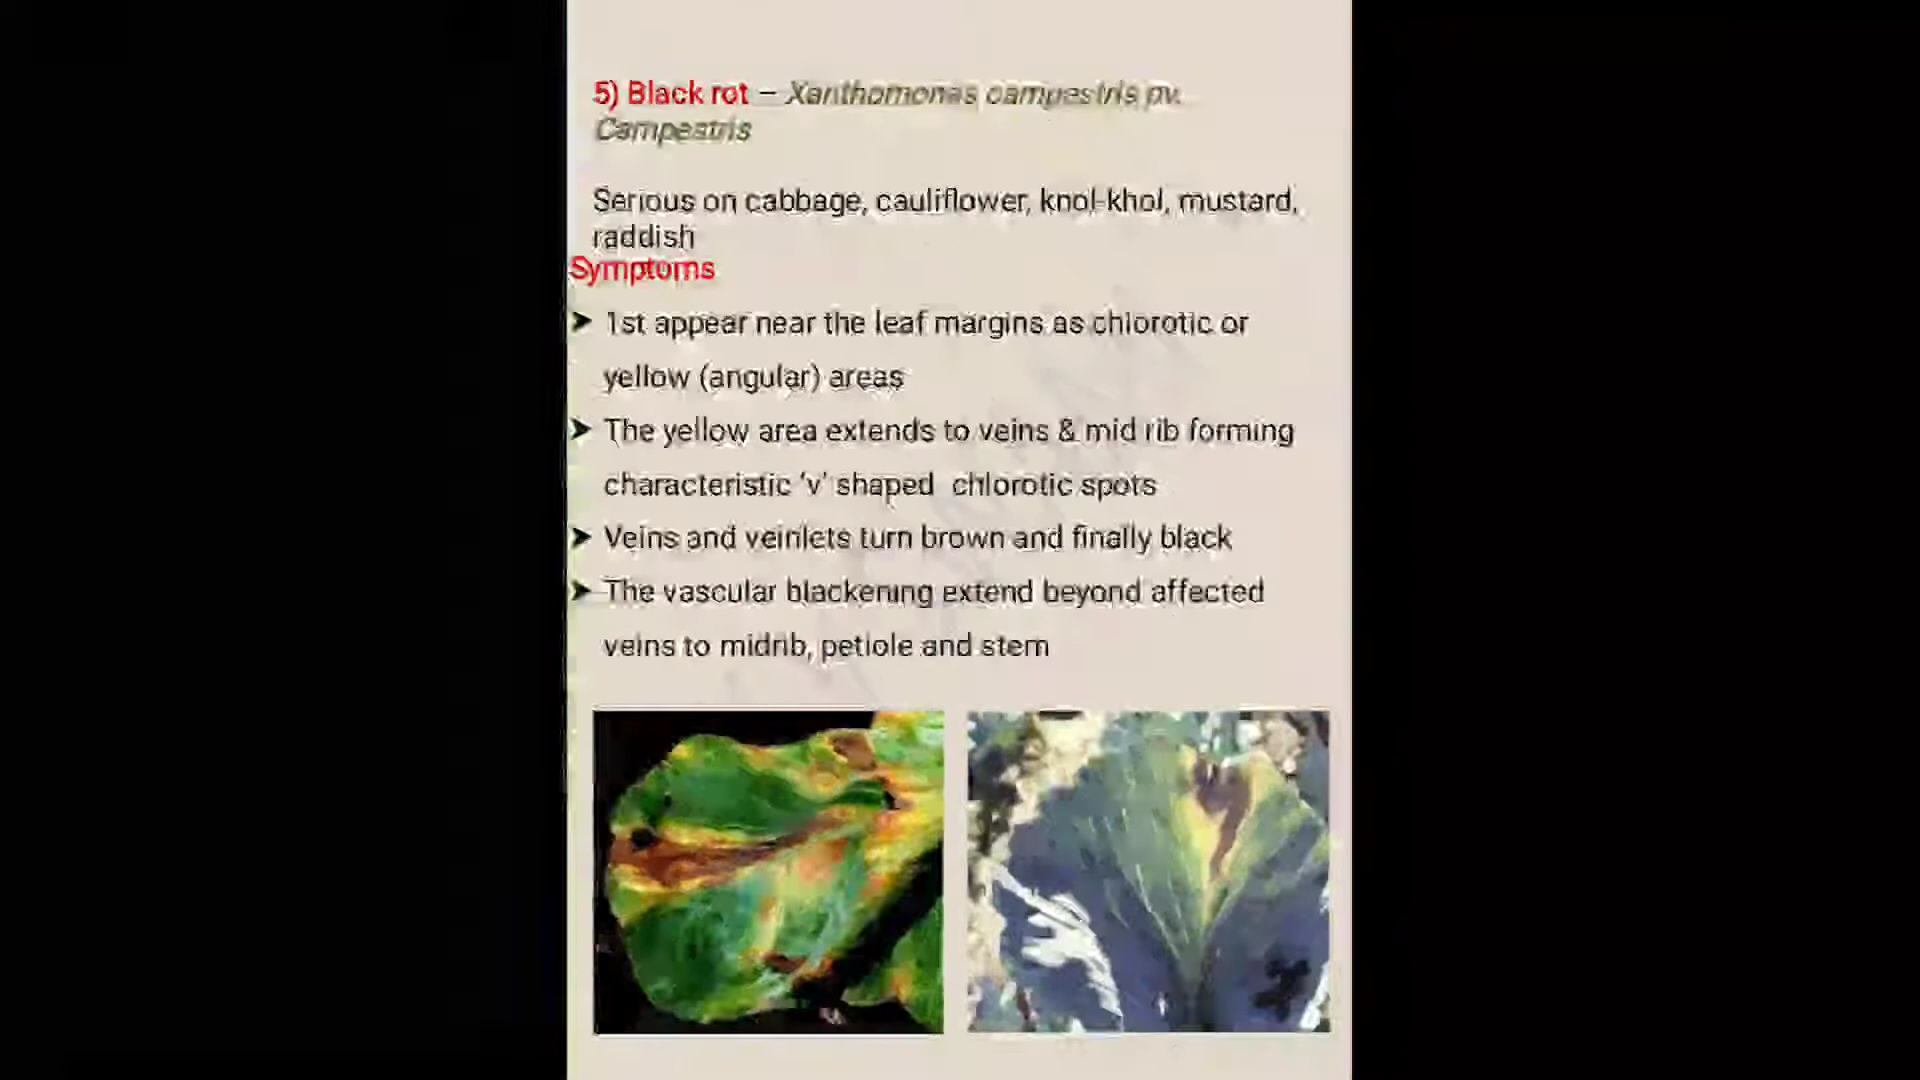 5) Black rot – Xanthomonas campestris pv.
Campestris
Serious on cabbage, cauliflower, knol-khol, mustard,
raddish
Symptoms
➤ 1st appear near the leaf margins as chlorotic or
yellow (angular) areas
➤ The yellow area extends to veins & mid rib forming
characteristic 'v' shaped chlorotic spots
➤ Veins and veinlets turn brown and finally black
➤ The vascular blackening extend beyond affected
veins to midrib, petiole and stem